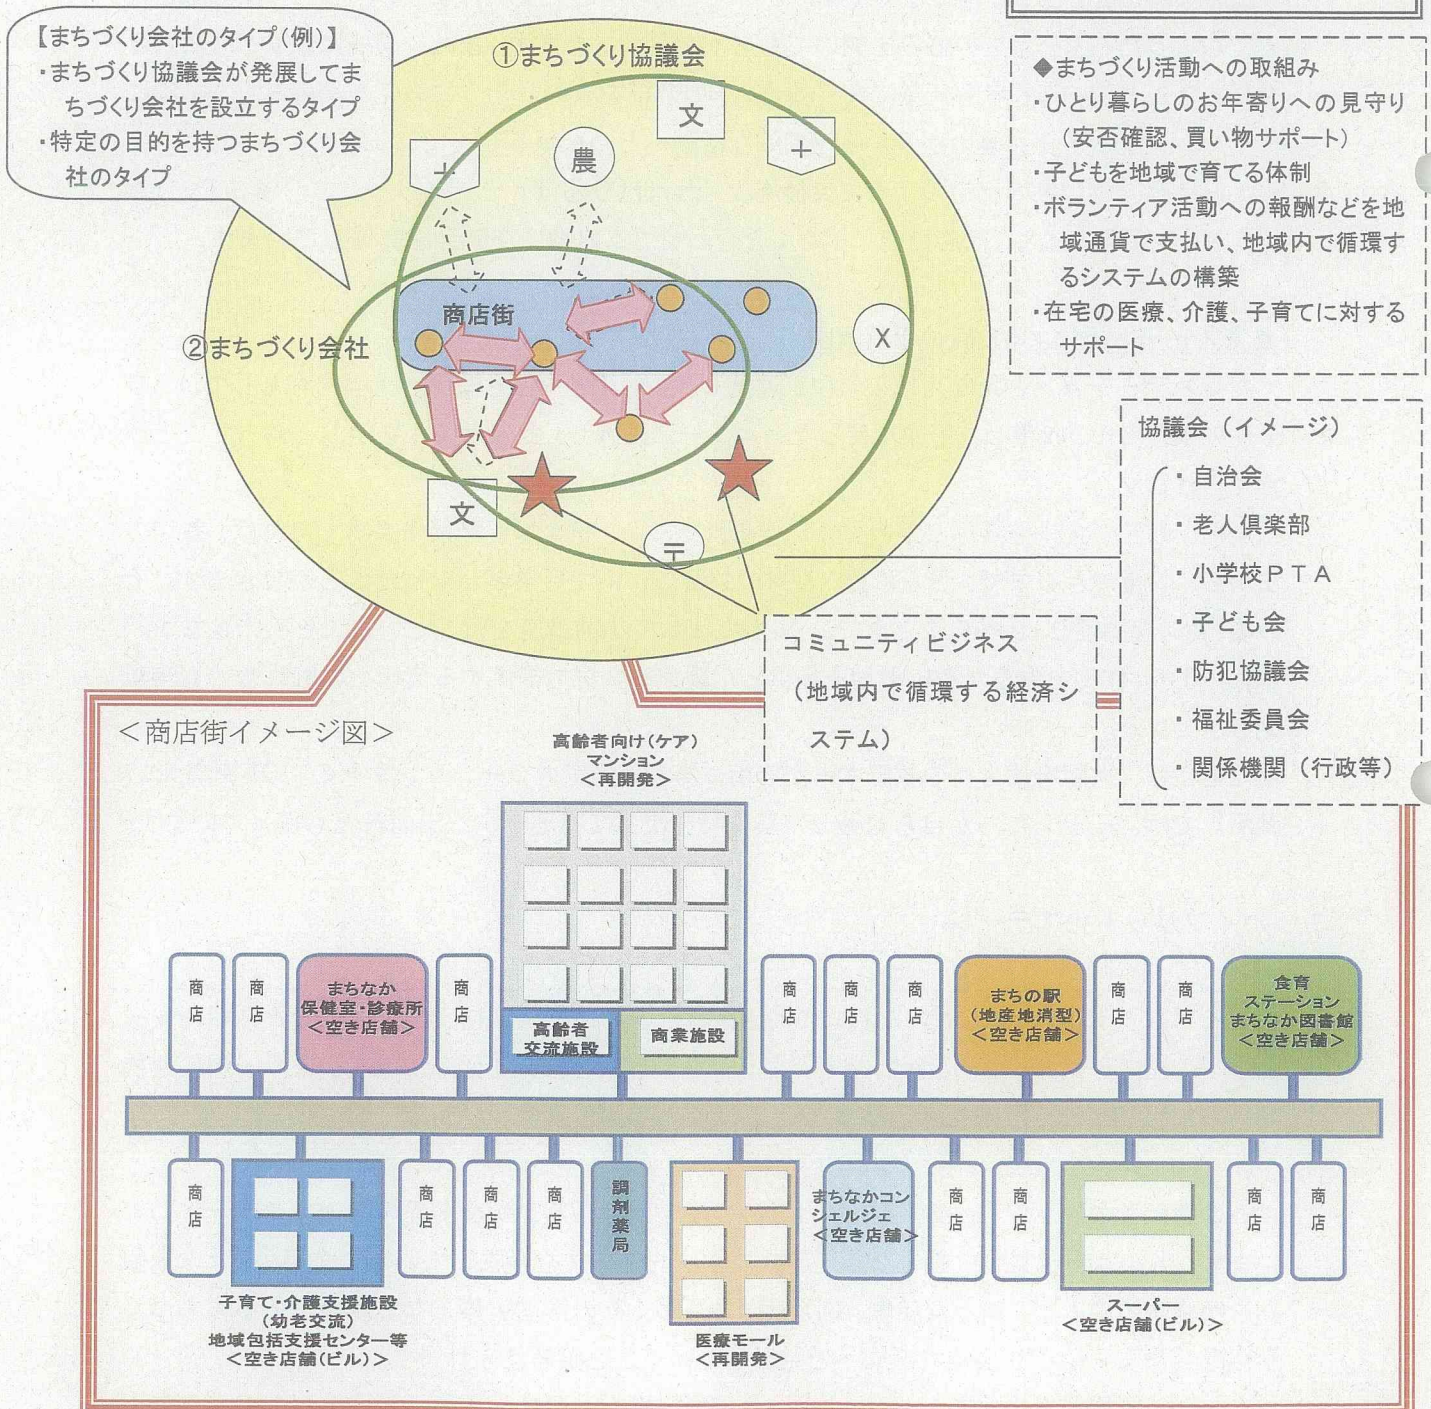 【まちづくり会社のタイプ(例)】
・まちづくり協議会が発展してま
ちづくり会社を設立するタイプ
・特定の目的を持つまちづくり会
社のタイプ
①まちづくり協議会
文
＋
農
＋
商店街
②まちづくり会社
X
文
〒
◆まちづくり活動への取組み
・ひとり暮らしのお年寄りへの見守り
(安否確認、買い物サポート)
・子どもを地域で育てる体制
・ボランティア活動への報酬などを地
域通貨で支払い、地域内で循環す
るシステムの構築
・在宅の医療、介護、子育てに対する
サポート
協議会（イメージ）
・自治会
・老人倶楽部
・小学校ＰＴＡ
・子ども会
・防犯協議会
・福祉委員会
・関係機関（行政等）
コミュニティビジネス
（地域内で循環する経済シ
ステム）
＜商店街イメージ図＞
高齢者向け(ケア)
マンション
＜再開発＞
商店
商店
まちなか
保健室・診療所
＜空き店舗＞
商店
高齢者
交流施設
商業施設
商店
商店
商店
まちの駅
(地産地消型)
＜空き店舗＞
商店
商店
食育
ステーション
まちなか図書館
＜空き店舗＞
商店
子育て・介護支援施設
(幼老交流)
地域包括支援センター等
＜空き店舗(ビル)＞
商店
商店
商店
調剤薬局
医療モール
＜再開発＞
まちなかコン
シェルジェ
＜空き店舗＞
商店
商店
スーパー
＜空き店舗(ビル)＞
商店
商店